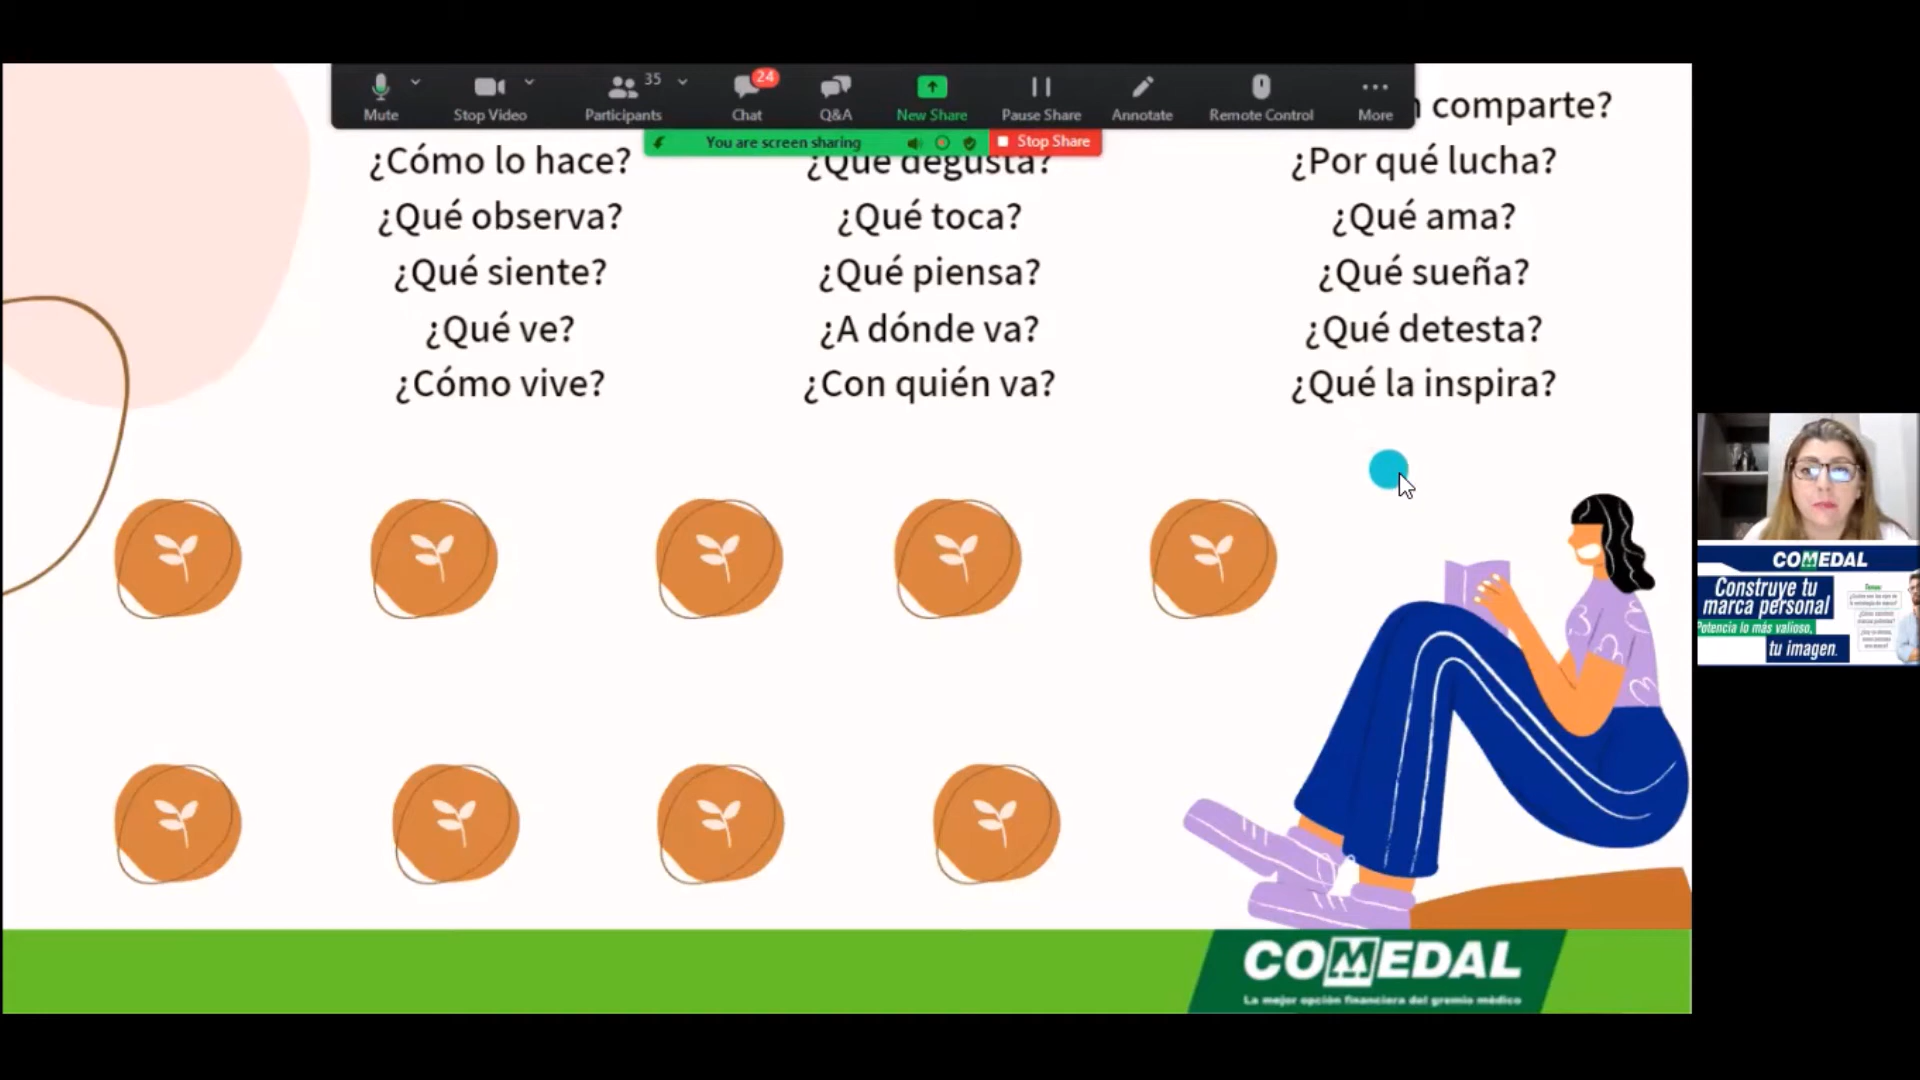 35
24
Mute
Stop Video
Participants
Chat
Q&A
New Share
Pause Share
Annotate
Remote Control
More
You are screen sharing
Stop Share
comparte?
¿Cómo lo hace?
¿Qué degusta?
¿Por qué lucha?
¿Qué observa?
¿Qué toca?
¿Qué ama?
¿Qué siente?
¿Qué piensa?
¿Qué sueña?
¿Qué ve?
¿A dónde va?
¿Qué detesta?
¿Cómo vive?
¿Con quién va?
¿Qué la inspira?
COMEDAL
La mejor opción financiera del gremio médico
COMEDAL
Construye tu
marca personal
Potencia lo más valioso,
tu imagen.
Temas: